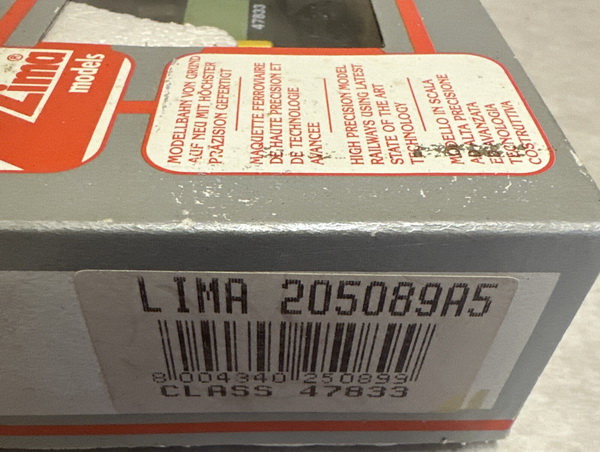 47833
Lima®
models
MODELLBAHN VON GRUND
AUF NEU MIT HÖCHSTER
PRÄZISION GEFERTIGT
MAQUETTE FERROVIAIRE
DE HAUTE PRECISION ET
DE TECHNOLOGIE
AVANCEE
HIGH PRECISION MODEL
RAILWAYS USING LATEST
STATE OF THE ART
TECHNOLOGY
MODELLO IN SCALA
AD ALTA PRECISIONE
ED AVANZATA
TECNOLOGIA
COSTRUTTIVA
LIMA 205089A5
8 004340 250899
CLASS 47833